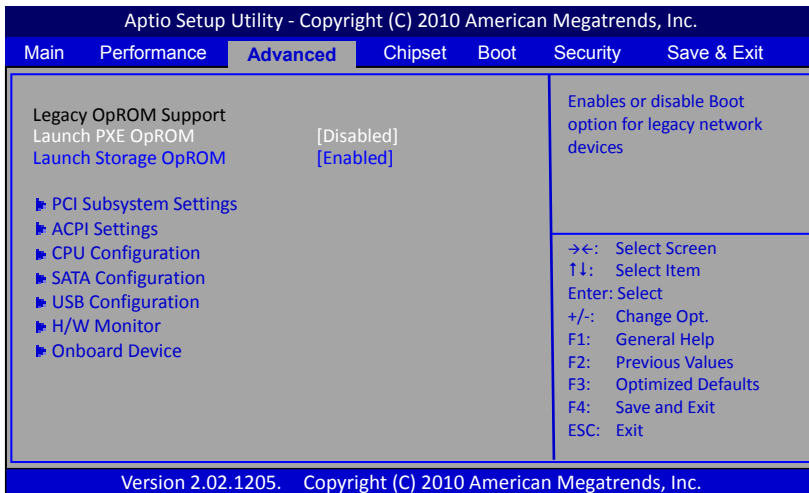 Aptio Setup Utility - Copyright (C) 2010 American Megatrends, Inc.
Main Performance Advanced Chipset Boot Security Save & Exit
Legacy OpROM Support
Launch PXE OpROM [Disabled]
Launch Storage OpROM [Enabled]
PCI Subsystem Settings
ACPI Settings
CPU Configuration
SATA Configuration
USB Configuration
H/W Monitor
Onboard Device
Enables or disable Boot
option for legacy network
devices
→←: Select Screen
↑↓: Select Item
Enter: Select
+/-: Change Opt.
F1: General Help
F2: Previous Values
F3: Optimized Defaults
F4: Save and Exit
ESC: Exit
Version 2.02.1205. Copyright (C) 2010 American Megatrends, Inc.